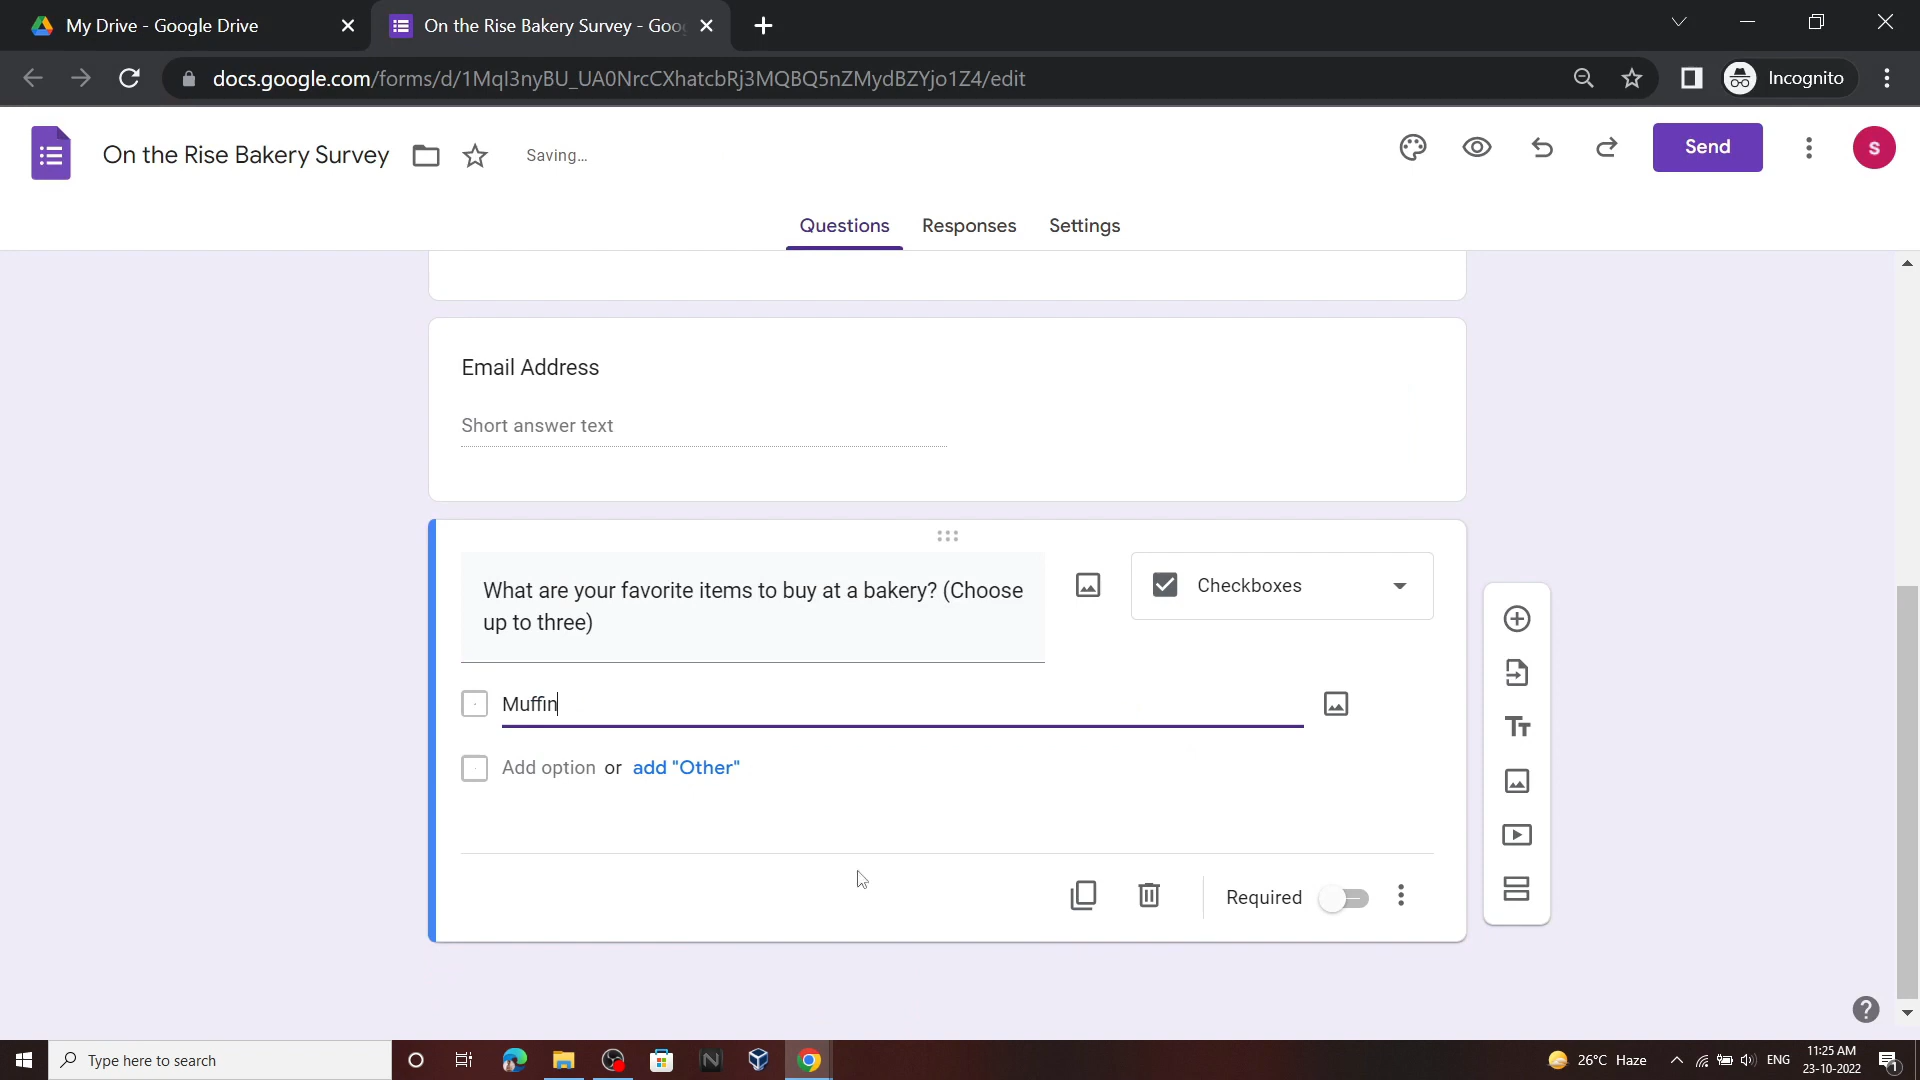 My Drive - Google Drive
On the Rise Bakery Survey - Goo
docs.google.com/forms/d/1MqI3nyBU_UA0NrcCXhatcbRj3MQBQ5nZMydBZYjo1Z4/edit
Incognito
On the Rise Bakery Survey
Saving...
Send
S
Questions
Responses
Settings
Email Address
Short answer text
What are your favorite items to buy at a bakery? (Choose
up to three)
Checkboxes
Muffin
Add option or add "Other"
Required
Type here to search
26°C Haze
ENG
11:25 AM
23-10-2022
1